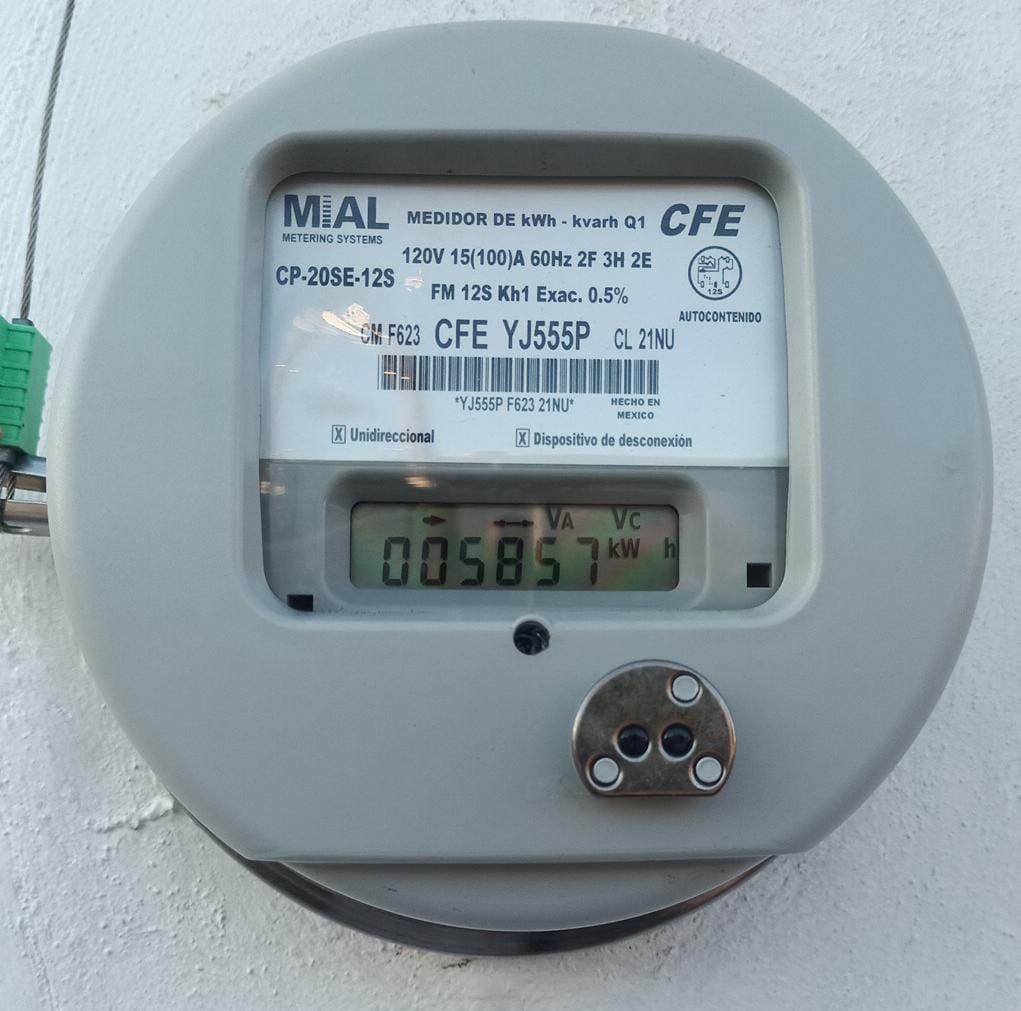 MIAL
METERING SYSTEMS
MEDIDOR DE kWh - kvarh Q1
CFE
120V 15(100)A 60Hz 2F 3H 2E
CP-20SE-12S
FM 12S Kh1 Exac. 0.5%
12S
AUTOCONTENIDO
CM F623 CFE YJ555P CL 21NU
*YJ555P F623 21NU*
HECHO EN
MEXICO
X Unidireccional
X Dispositivo de desconexión
VA VC
005857 kW h